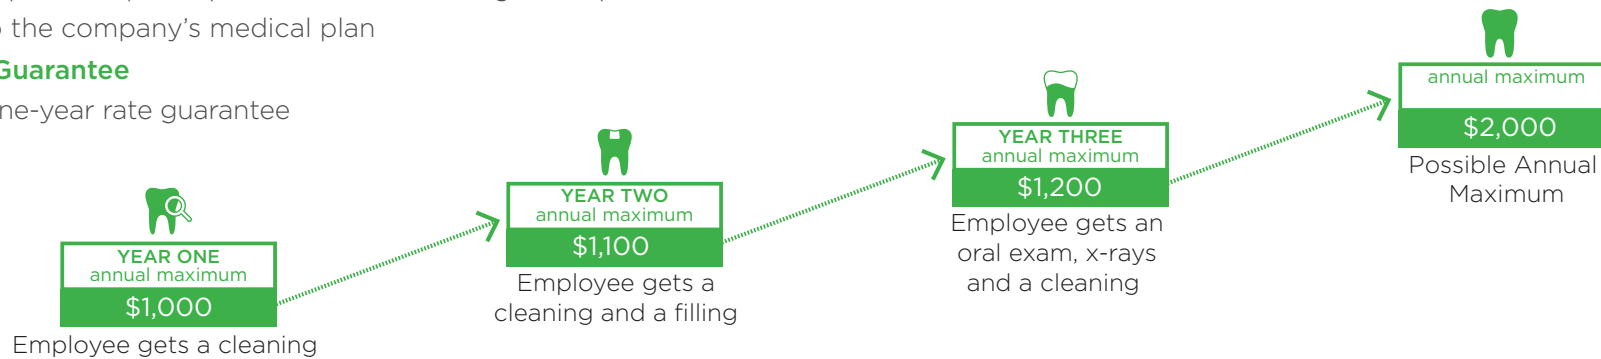 the company's medical plan
Guarantee
ne-year rate guarantee
YEAR ONE
annual maximum
$1,000
Employee gets a cleaning
YEAR TWO
annual maximum
$1,100
Employee gets a
cleaning and a filling
YEAR THREE
annual maximum
$1,200
Employee gets an
oral exam, x-rays
and a cleaning
annual maximum
$2,000
Possible Annual
Maximum